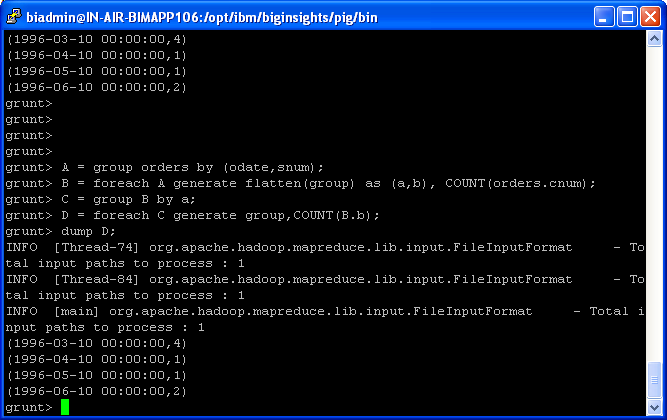 biadmin@IN-AIR-BIMAPP106:/opt/ibm/biginsights/pig/bin
(1996-03-10 00:00:00,4)
(1996-04-10 00:00:00,1)
(1996-05-10 00:00:00,1)
(1996-06-10 00:00:00,2)
grunt>
grunt>
grunt>
grunt>
grunt> A = group orders by (odate,snum);
grunt> B = foreach A generate flatten(group) as (a,b), COUNT(orders.cnum);
grunt> C = group B by a;
grunt> D = foreach C generate group,COUNT(B.b);
grunt> dump D;
INFO  [Thread-74] org.apache.hadoop.mapreduce.lib.input.FileInputFormat     - To
tal input paths to process : 1
INFO  [Thread-84] org.apache.hadoop.mapreduce.lib.input.FileInputFormat     - To
tal input paths to process : 1
INFO  [main] org.apache.hadoop.mapreduce.lib.input.FileInputFormat     - Total i
nput paths to process : 1
(1996-03-10 00:00:00,4)
(1996-04-10 00:00:00,1)
(1996-05-10 00:00:00,1)
(1996-06-10 00:00:00,2)
grunt>